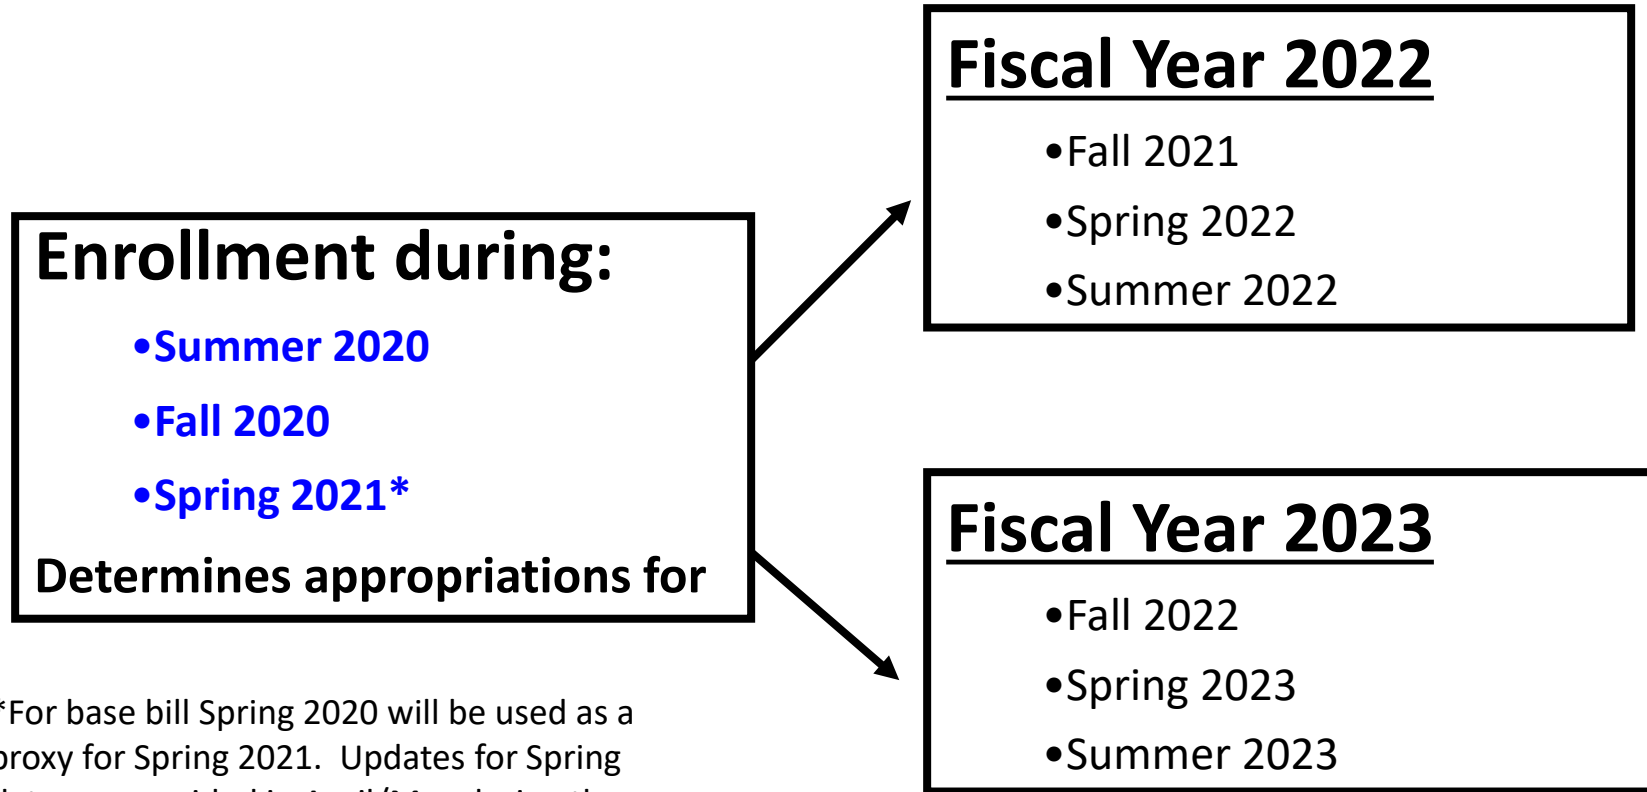 Enrollment during:
•Summer 2020
•Fall 2020
•Spring 2021*
Determines appropriations for
*For base bill Spring 2020 will be used as a
proxy for Spring 2021.  Updates for Spring
Fiscal Year 2022
•Fall 2021
•Spring 2022
•Summer 2022
Fiscal Year 2023
•Fall 2022
•Spring 2023
•Summer 2023